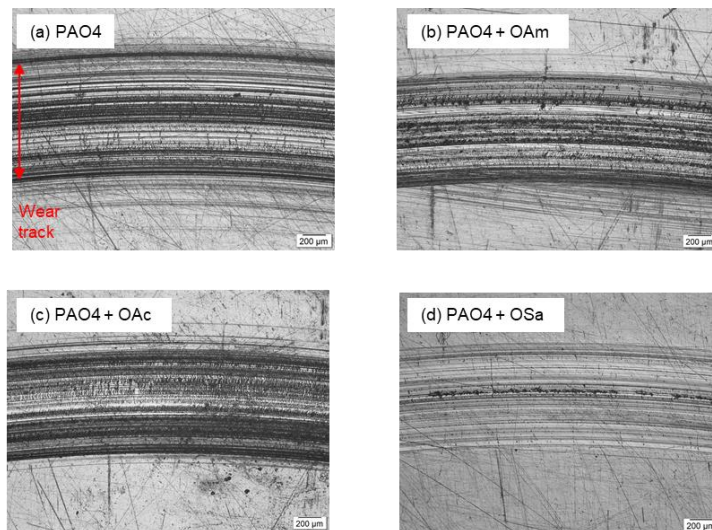 (a) PAO4
(b) PAO4 + OAm
Wear
track
200 µm
200 µm
(c) PAO4 + OAc
(d) PAO4 + OSa
200 µm
200 µm